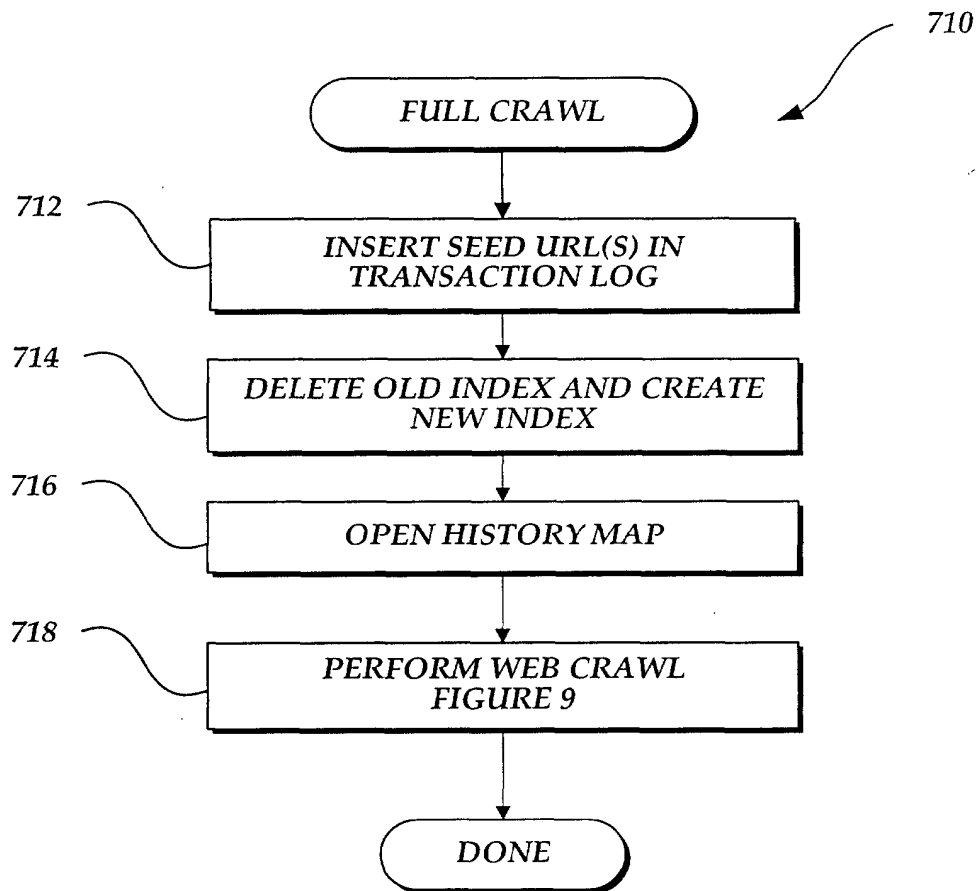 710
FULL CRAWL
712
INSERT SEED URL(S) IN
TRANSACTION LOG
714
DELETE OLD INDEX AND CREATE
NEW INDEX
716
OPEN HISTORY MAP
718
PERFORM WEB CRAWL
FIGURE 9
DONE